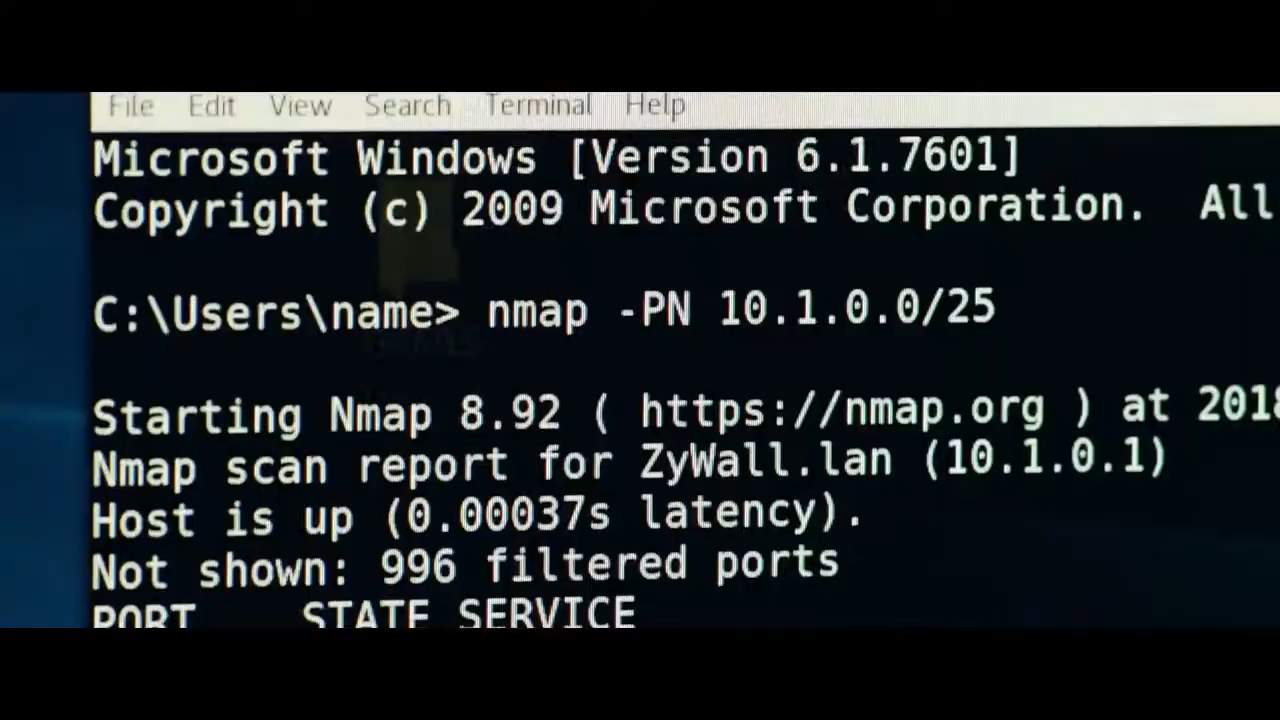 File Edit View Search Terminal Help
Microsoft Windows [Version 6.1.7601]
Copyright (c) 2009 Microsoft Corporation. All
C:\Users\name> nmap -PN 10.1.0.0/25
Starting Nmap 8.92 ( https://nmap.org ) at 2018
Nmap scan report for ZyWall.lan (10.1.0.1)
Host is up (0.00037s latency).
Not shown: 996 filtered ports
PORT STATE SERVICE